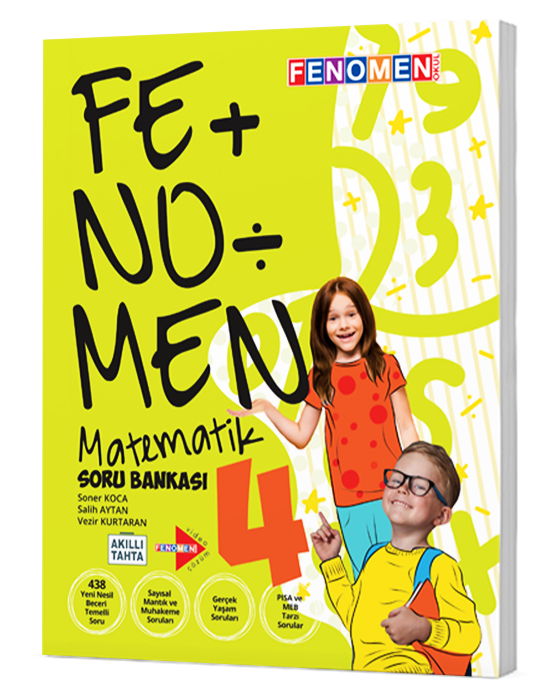 FENOMEN
OKUL
FE+
NO÷
MEN
Matematik
SORU BANKASI
4
Soner KOCA
Salih AYTAN
Vezir KURTARAN
AKILLI
TAHTA
FENOMEN
video
çözüm
438
Yeni Nesil
Beceri
Temelli
Soru
Sayısal
Mantık ve
Muhakeme
Soruları
Gerçek
Yaşam
Soruları
PISA ve
MEB
Tarzı
Sorular